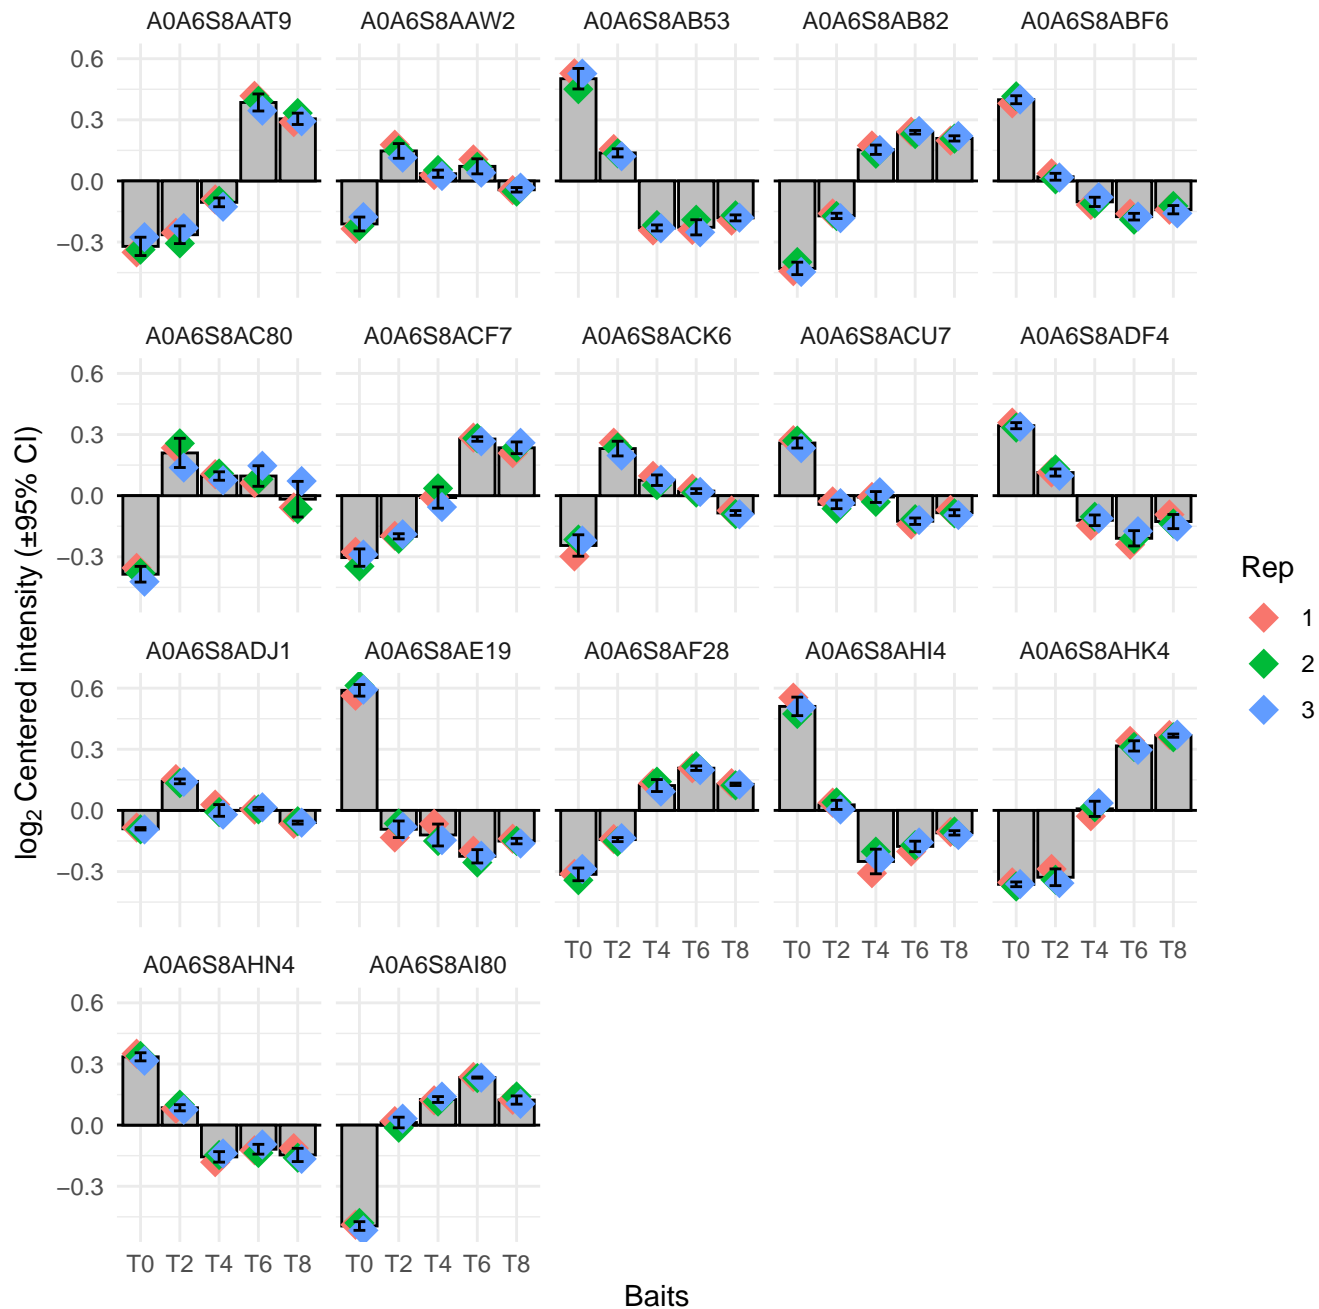 A0A6S8AAT9 A0A6S8AAW2 A0A6S8AB53 A0A6S8AB82 A0A6S8ABF6
0.6
0.3
0.0
−0.3
A0A6S8AC80 A0A6S8ACF7 A0A6S8ACK6 A0A6S8ACU7 A0A6S8ADF4
0.6
0.3
0.0
−0.3
A0A6S8ADJ1 A0A6S8AE19 A0A6S8AF28 A0A6S8AHI4 A0A6S8AHK4
0.6
0.3
0.0
−0.3
T0 T2 T4 T6 T8 T0 T2 T4 T6 T8 T0 T2 T4 T6 T8
A0A6S8AHN4 A0A6S8AI80
0.6
0.3
0.0
−0.3
T0 T2 T4 T6 T8 T0 T2 T4 T6 T8
Baits
log₂ Centered intensity (±95% CI)
Rep
1
2
3